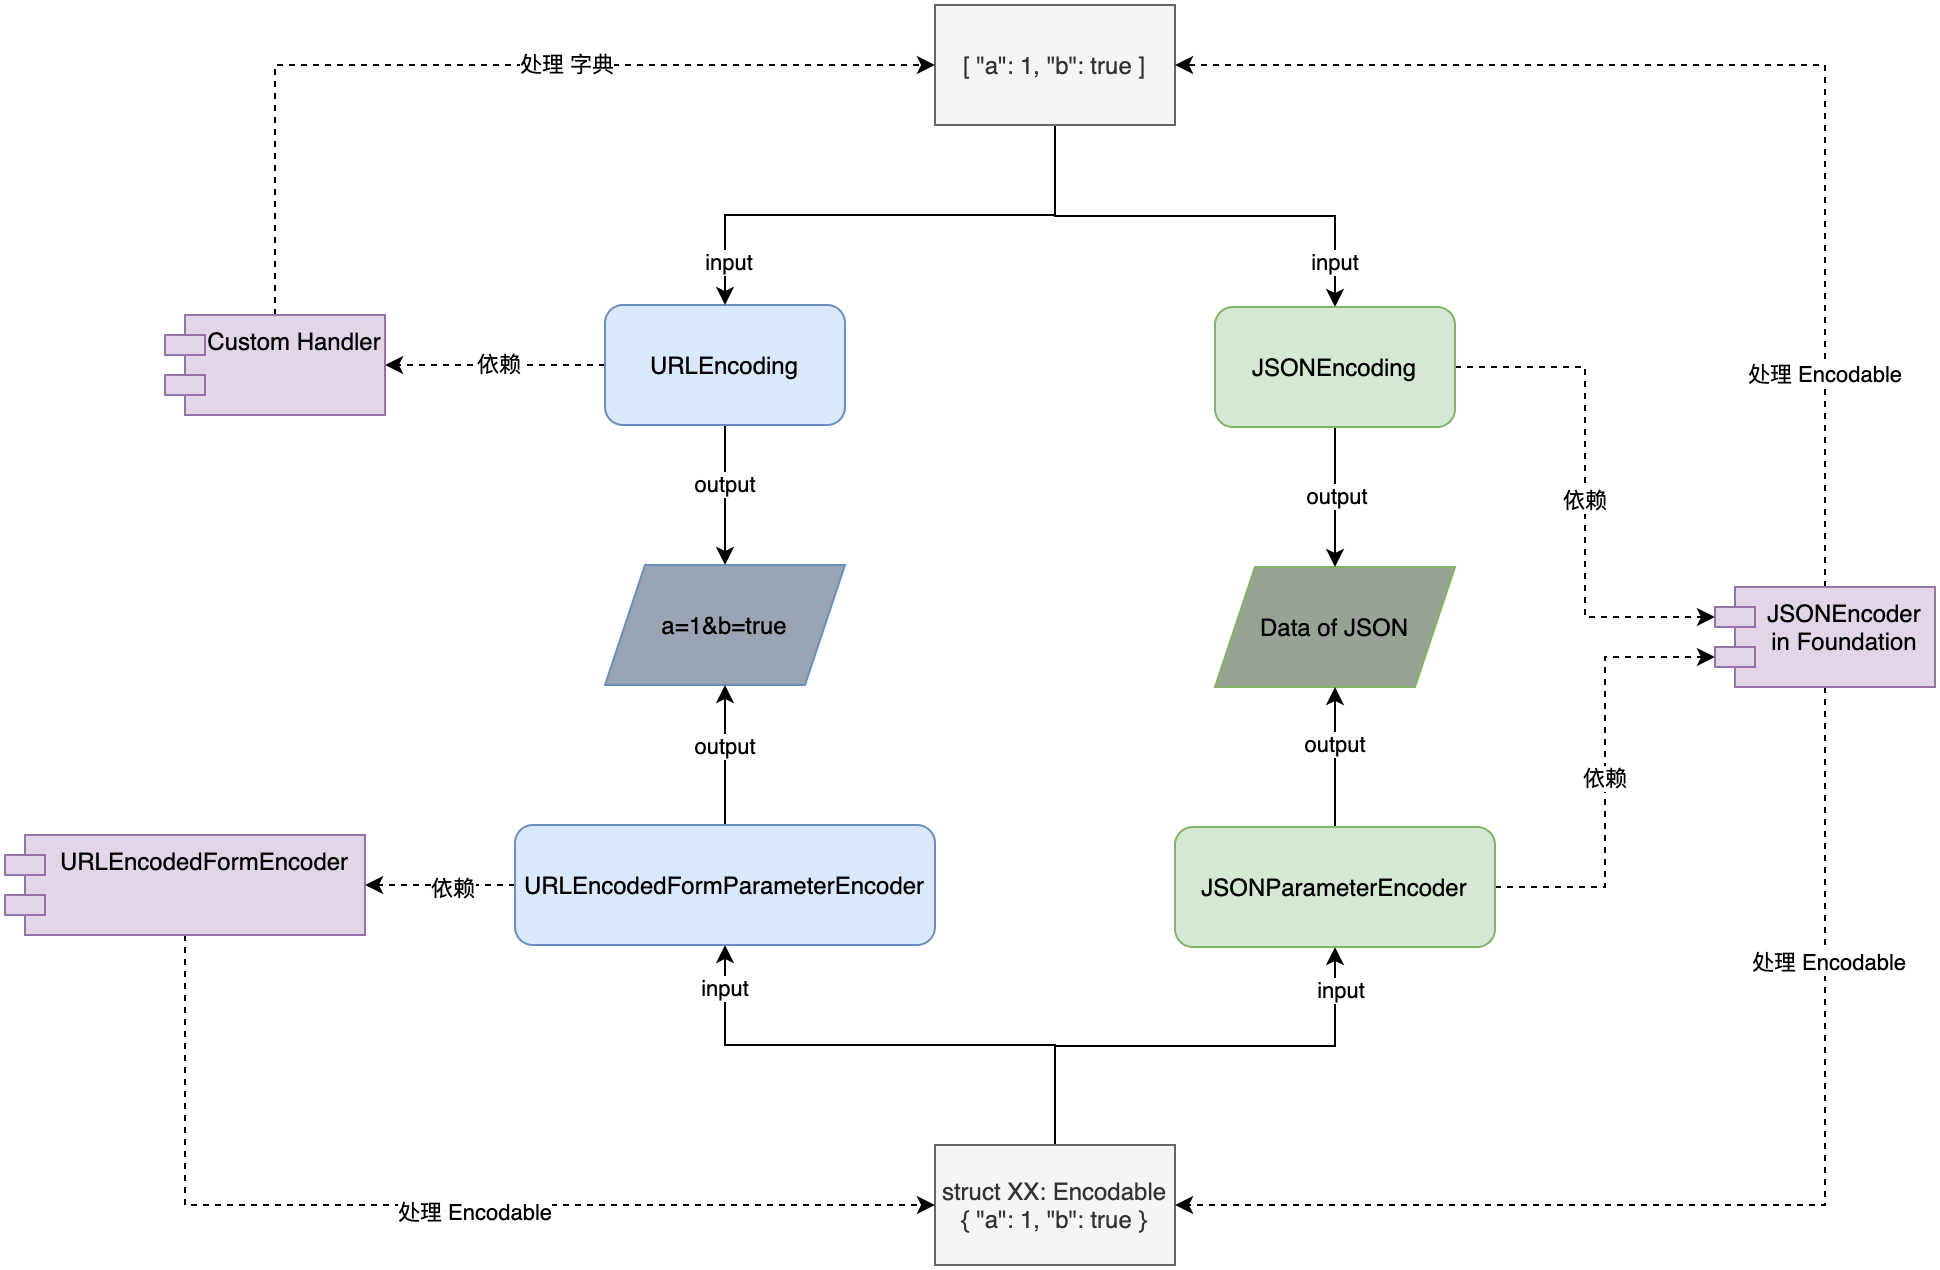 处理 字典
[ "a": 1, "b": true ]
input
input
Custom Handler
依赖
URLEncoding
JSONEncoding
处理 Encodable
output
output
依赖
a=1&b=true
Data of JSON
JSONEncoder
in Foundation
output
output
依赖
URLEncodedFormEncoder
依赖
URLEncodedFormParameterEncoder
JSONParameterEncoder
处理 Encodable
input
input
处理 Encodable
struct XX: Encodable
{ "a": 1, "b": true }